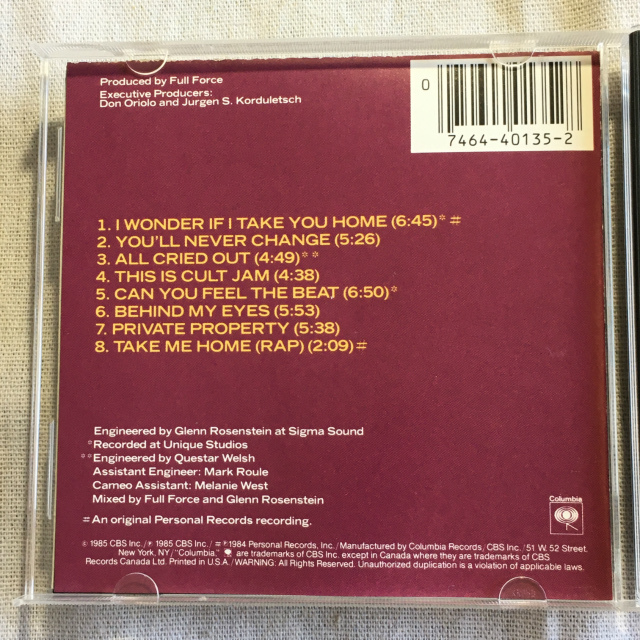 Produced by Full Force
Executive Producers:
Don Oriolo and Jurgen S. Korduletsch
0
7464-40135-2
1. I WONDER IF I TAKE YOU HOME (6:45)*#
2. YOU'LL NEVER CHANGE (5:26)
3. ALL CRIED OUT (4:49)**
4. THIS IS CULT JAM (4:38)
5. CAN YOU FEEL THE BEAT (6:50)*
6. BEHIND MY EYES (5:53)
7. PRIVATE PROPERTY (5:38)
8. TAKE ME HOME (RAP) (2:09)#
Engineered by Glenn Rosenstein at Sigma Sound
*Recorded at Unique Studios
**Engineered by Questar Welsh
Assistant Engineer: Mark Roule
Cameo Assistant: Melanie West
Mixed by Full Force and Glenn Rosenstein
#An original Personal Records recording.
Columbia
© 1985 CBS Inc./℗ 1985 CBS Inc./ # ℗ 1984 Personal Records, Inc./Manufactured by Columbia Records/CBS Inc./51 W. 52 Street,
New York, NY/"Columbia," are trademarks of CBS Inc. except in Canada where they are trademarks of CBS
Records Canada Ltd. Printed in U.S.A./WARNING: All Rights Reserved. Unauthorized duplication is a violation of applicable laws.